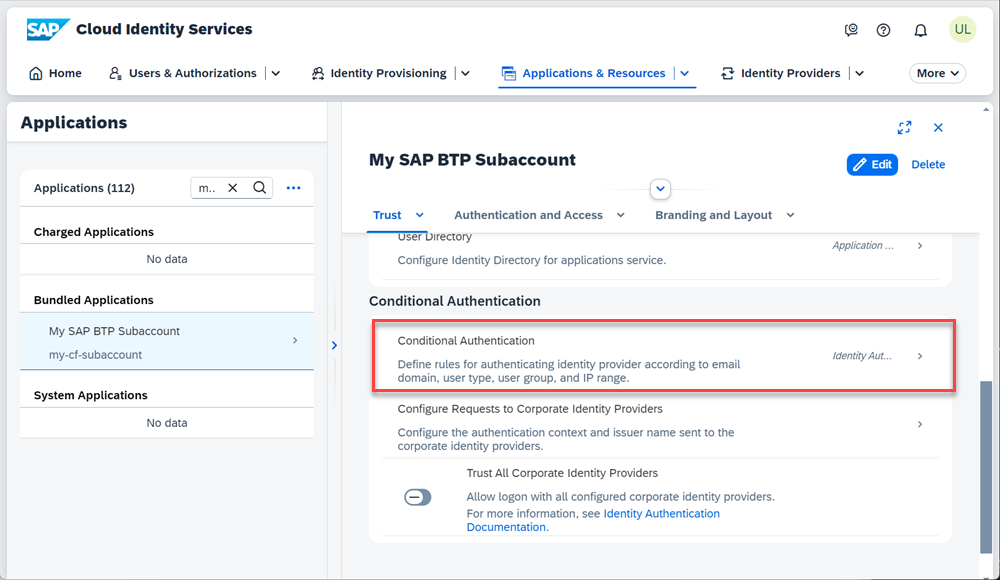 SAP Cloud Identity Services
UL
Home
Users & Authorizations
Identity Provisioning
Applications & Resources
Identity Providers
More
Applications
Applications (112)
m..
Charged Applications
No data
Bundled Applications
My SAP BTP Subaccount
my-cf-subaccount
System Applications
No data
My SAP BTP Subaccount
Edit
Delete
Trust
Authentication and Access
Branding and Layout
User Directory
Application ...
Configure Identity Directory for applications service.
Conditional Authentication
Conditional Authentication
Identity Aut...
Define rules for authenticating identity provider according to email
domain, user type, user group, and IP range.
Configure Requests to Corporate Identity Providers
Configure the authentication context and issuer name sent to the
corporate identity providers.
Trust All Corporate Identity Providers
Allow logon with all configured corporate identity providers.
For more information, see Identity Authentication
Documentation.